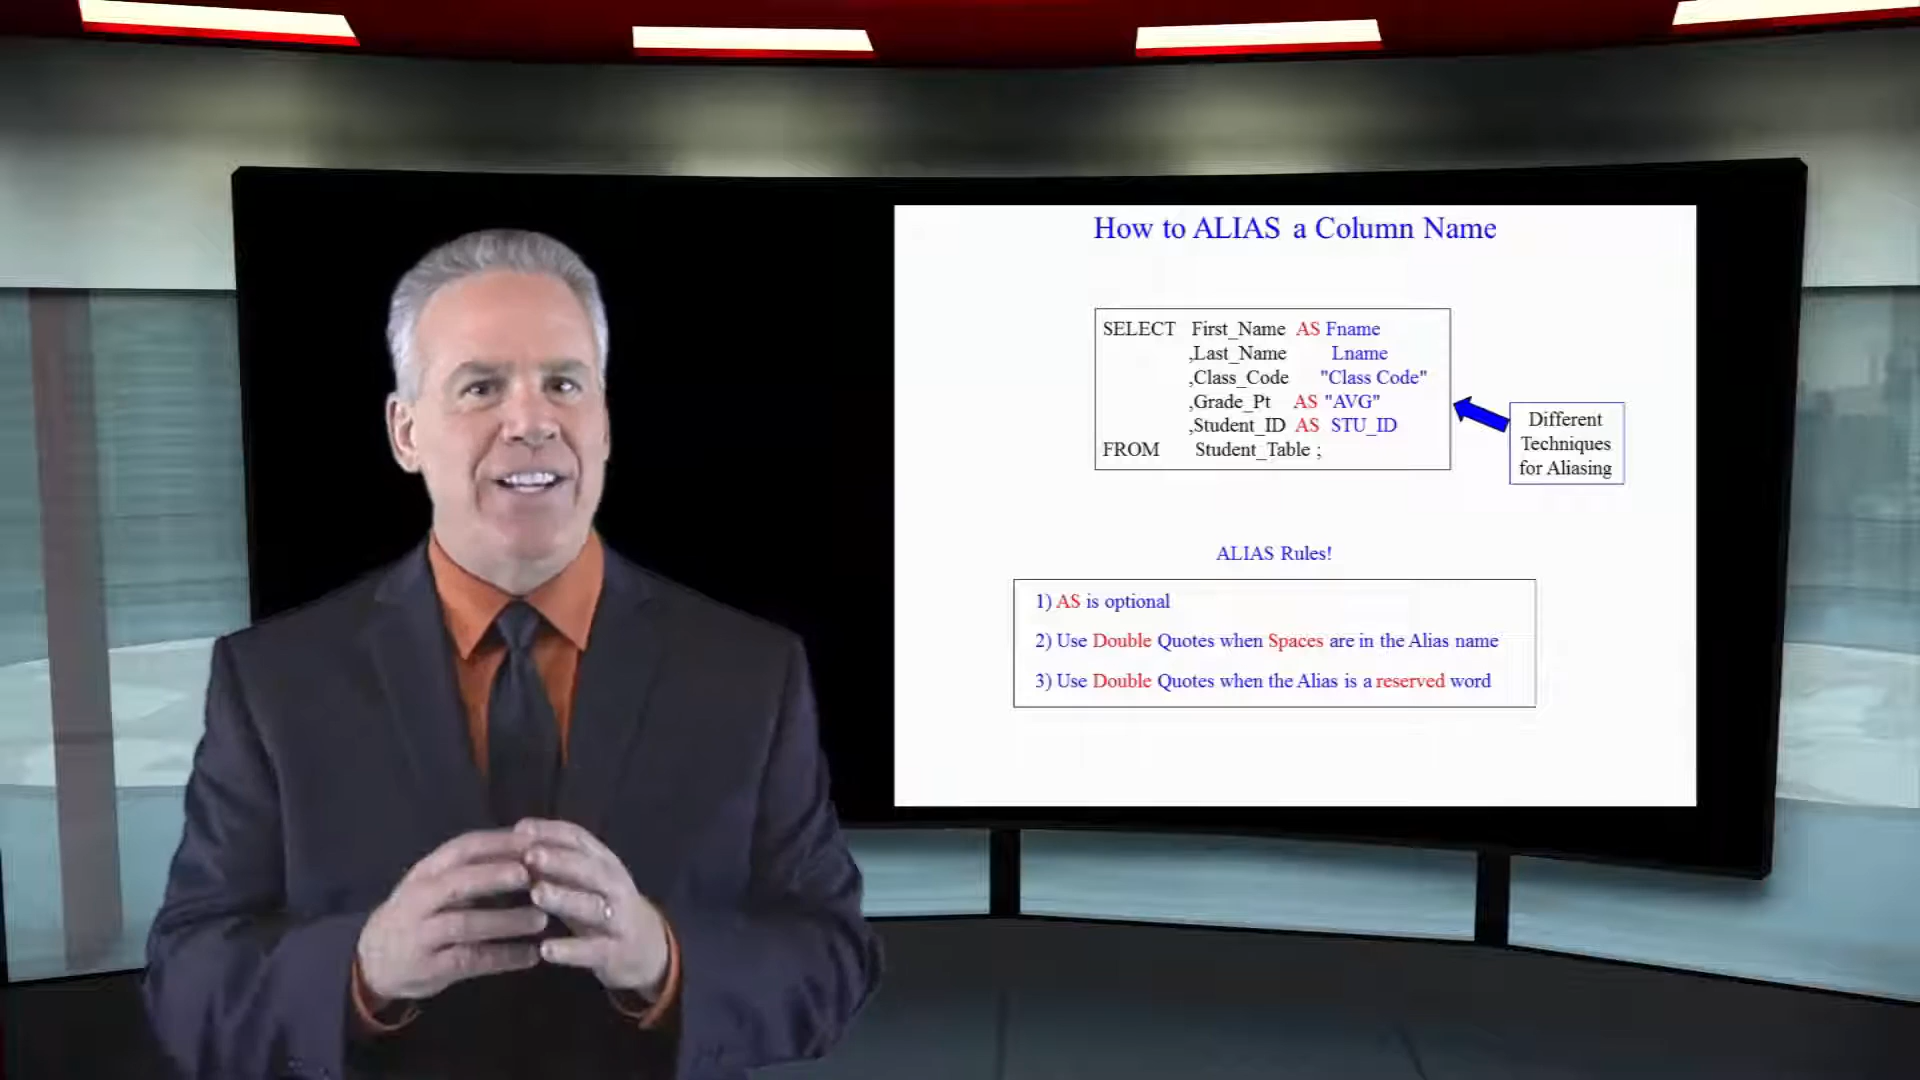 How to ALIAS a Column Name
SELECT First_Name AS Fname
,Last_Name Lname
,Class_Code "Class Code"
,Grade_Pt AS "AVG"
,Student_ID AS STU_ID
FROM Student_Table ;
Different
Techniques
for Aliasing
ALIAS Rules!
1) AS is optional
2) Use Double Quotes when Spaces are in the Alias name
3) Use Double Quotes when the Alias is a reserved word